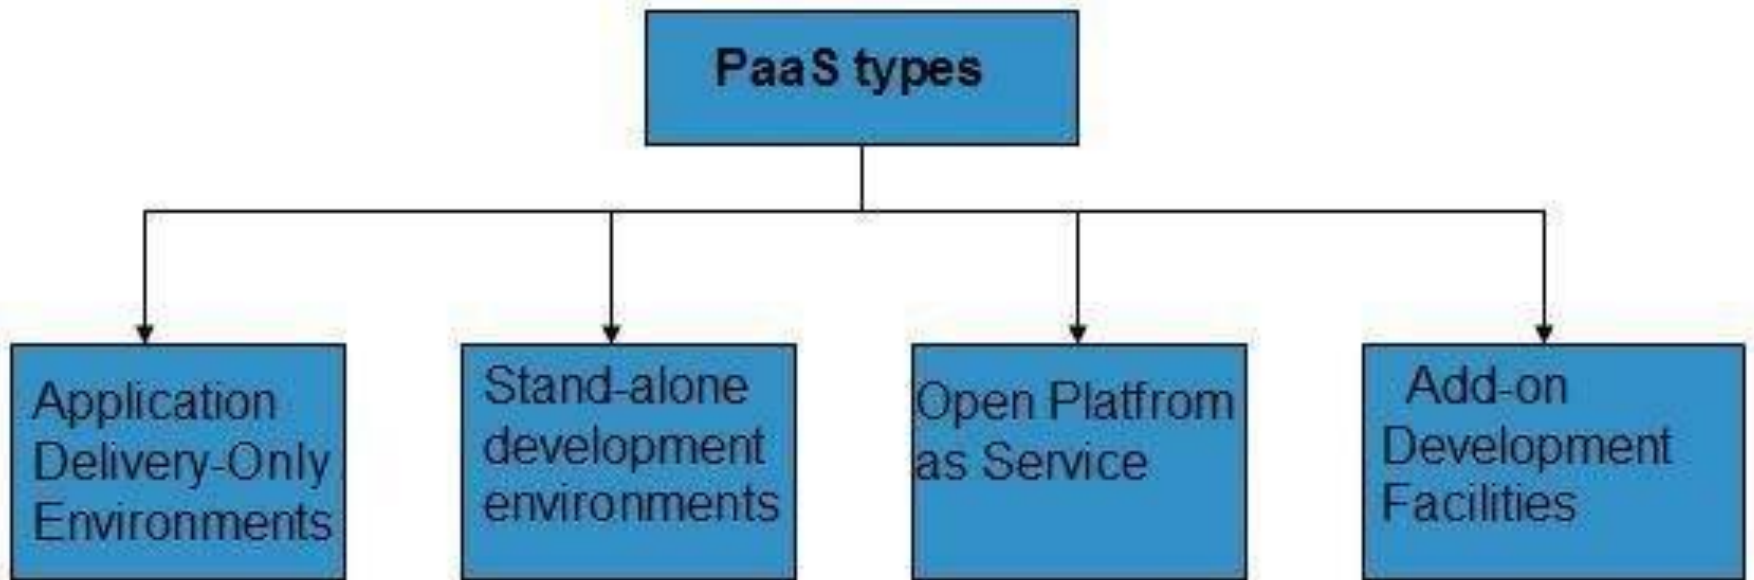 PaaS types
Application
Delivery-Only
Environments
Stand-alone
development
environments
Open Platfrom
as Service
Add-on
Development
Facilities